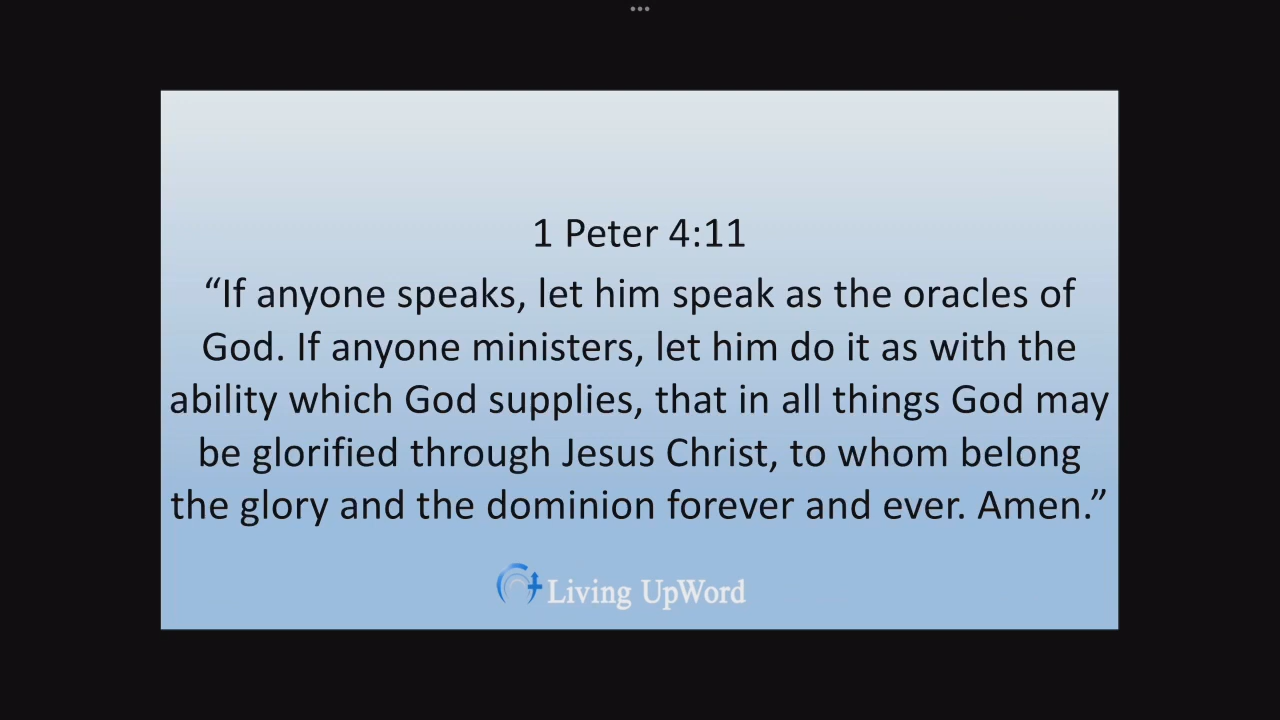 1 Peter 4:11
“If anyone speaks, let him speak as the oracles of
God. If anyone ministers, let him do it as with the
ability which God supplies, that in all things God may
be glorified through Jesus Christ, to whom belong
the glory and the dominion forever and ever. Amen.”
Living UpWord